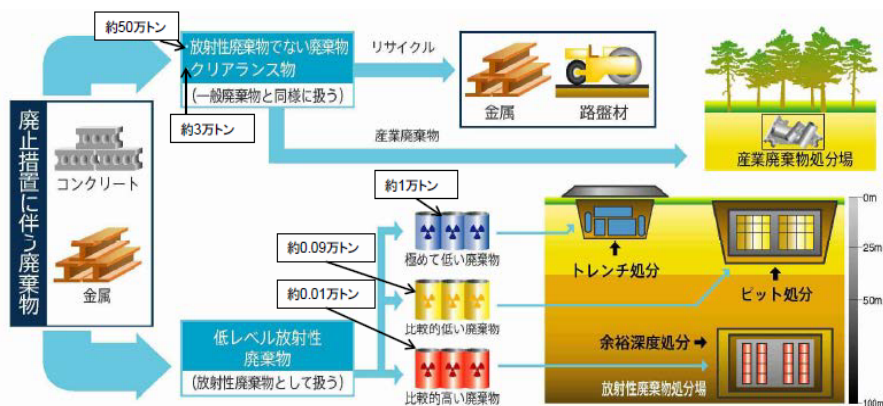 約50万トン
放射性廃棄物でない廃棄物
クリアランス物
(一般廃棄物と同様に扱う)
約3万トン
リサイクル
金属
路盤材
産業廃棄物
産業廃棄物処分場
廃止措置に伴う廃棄物
コンクリート
金属
約1万トン
極めて低い廃棄物
約0.09万トン
比較的低い廃棄物
約0.01万トン
比較的高い廃棄物
低レベル放射性
廃棄物
(放射性廃棄物として扱う)
トレンチ処分
ピット処分
余裕深度処分
放射性廃棄物処分場
0m
25m
50m
100m